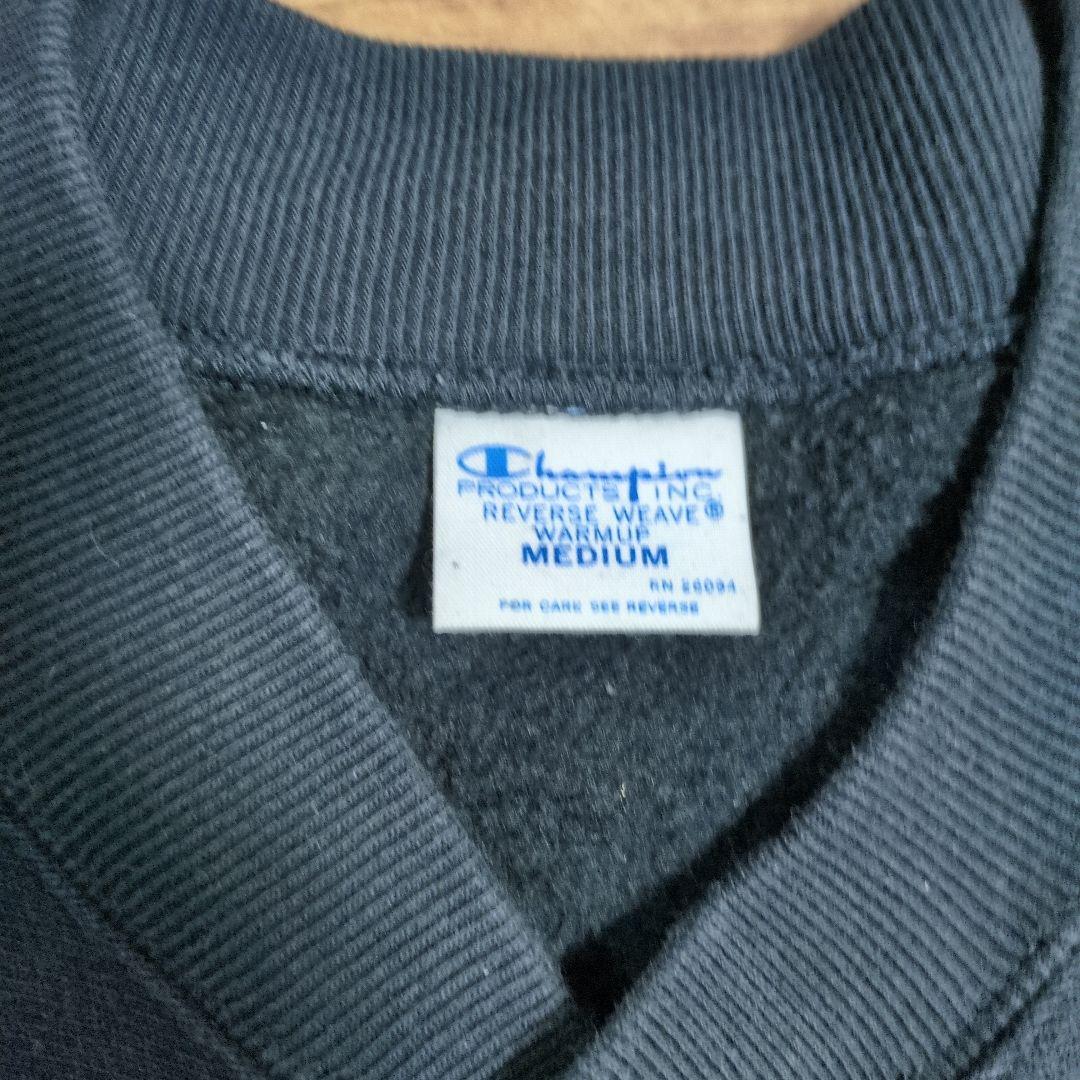 Champion
PRODUCTS INC.
REVERSE WEAVE®
WARMUP
MEDIUM
RN 26094
FOR CARE SEE REVERSE